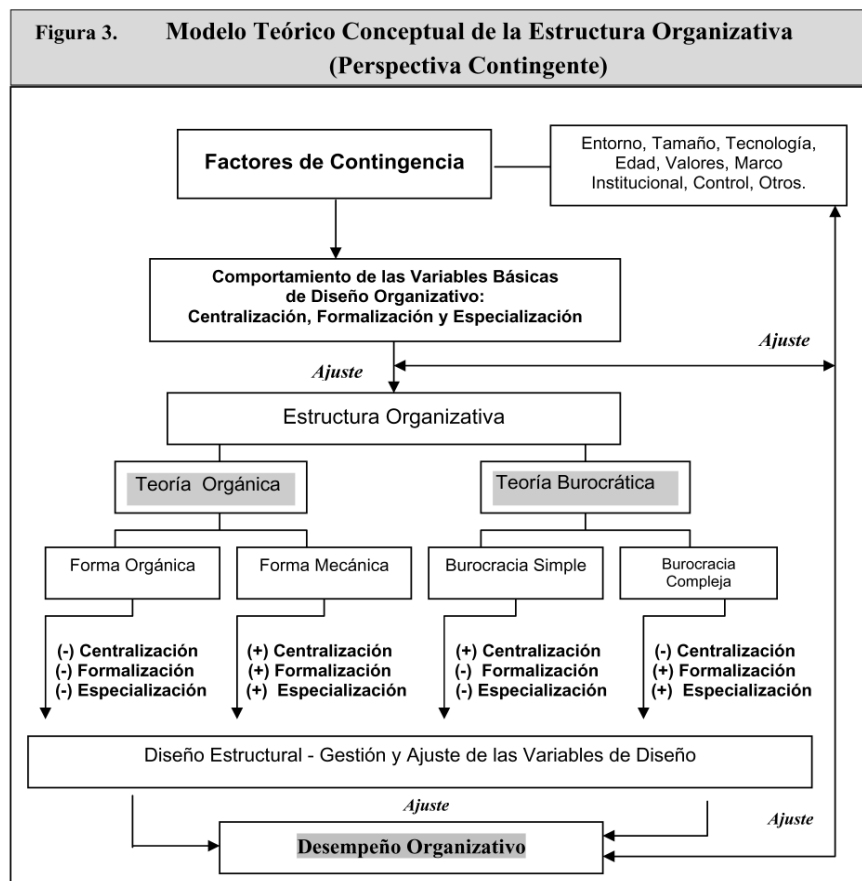 Figura 3. Modelo Teórico Conceptual de la Estructura Organizativa
(Perspectiva Contingente)
Factores de Contingencia
Entorno, Tamaño, Tecnología,
Edad, Valores, Marco
Institucional, Control, Otros.
Comportamiento de las Variables Básicas
de Diseño Organizativo:
Centralización, Formalización y Especialización
Ajuste
Ajuste
Estructura Organizativa
Teoría Orgánica
Teoría Burocrática
Forma Orgánica
Forma Mecánica
Burocracia Simple
Burocracia
Compleja
(-) Centralización
(-) Formalización
(-) Especialización
(+) Centralización
(+) Formalización
(+) Especialización
(+) Centralización
(-) Formalización
(-) Especialización
(-) Centralización
(+) Formalización
(+) Especialización
Diseño Estructural - Gestión y Ajuste de las Variables de Diseño
Ajuste
Ajuste
Desempeño Organizativo